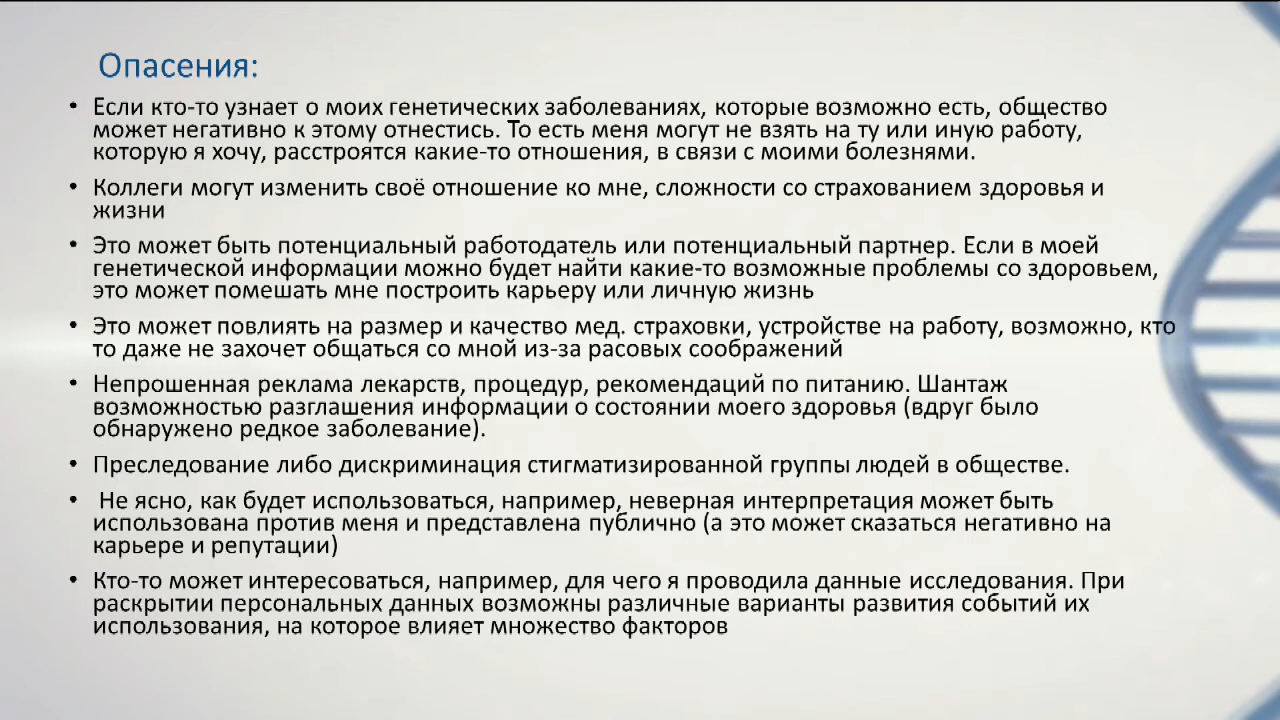 Опасения:
• Если кто-то узнает о моих генетических заболеваниях, которые возможно есть, общество
может негативно к этому отнестись. То есть меня могут не взять на ту или иную работу,
которую я хочу, расстроятся какие-то отношения, в связи с моими болезнями.
• Коллеги могут изменить своё отношение ко мне, сложности со страхованием здоровья и
жизни
• Это может быть потенциальный работодатель или потенциальный партнер. Если в моей
генетической информации можно будет найти какие-то возможные проблемы со здоровьем,
это может помешать мне построить карьеру или личную жизнь
• Это может повлиять на размер и качество мед. страховки, устройстве на работу, возможно, кто
то даже не захочет общаться со мной из-за расовых соображений
• Непрошенная реклама лекарств, процедур, рекомендаций по питанию. Шантаж
возможностью разглашения информации о состоянии моего здоровья (вдруг было
обнаружено редкое заболевание).
• Преследование либо дискриминация стигматизированной группы людей в обществе.
• Не ясно, как будет использоваться, например, неверная интерпретация может быть
использована против меня и представлена публично (а это может сказаться негативно на
карьере и репутации)
• Кто-то может интересоваться, например, для чего я проводила данные исследования. При
раскрытии персональных данных возможны различные варианты развития событий их
использования, на которое влияет множество факторов